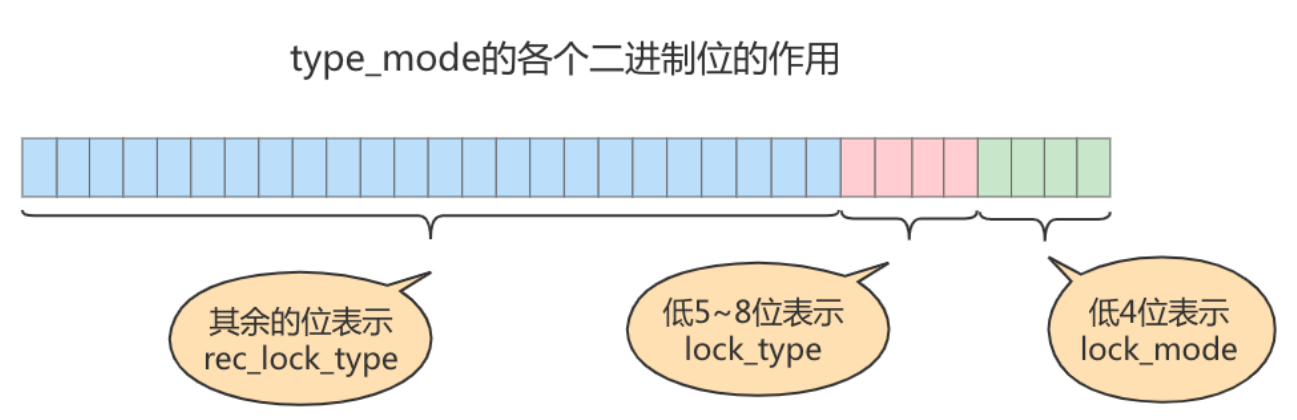 type_mode的各个二进制位的作用
其余的位表示
rec_lock_type
低5~8位表示
lock_type
低4位表示
lock_mode